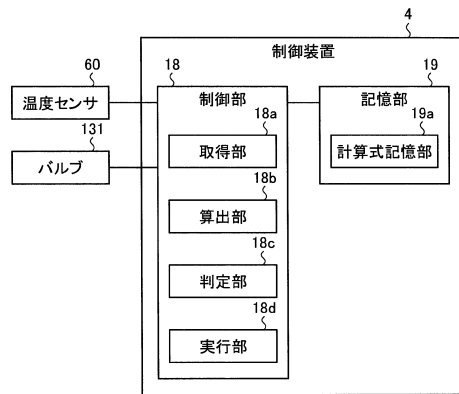 4
制御装置
60
温度センサ
131
バルブ
18
制御部
18a
取得部
18b
算出部
18c
判定部
18d
実行部
19
記憶部
19a
計算式記憶部